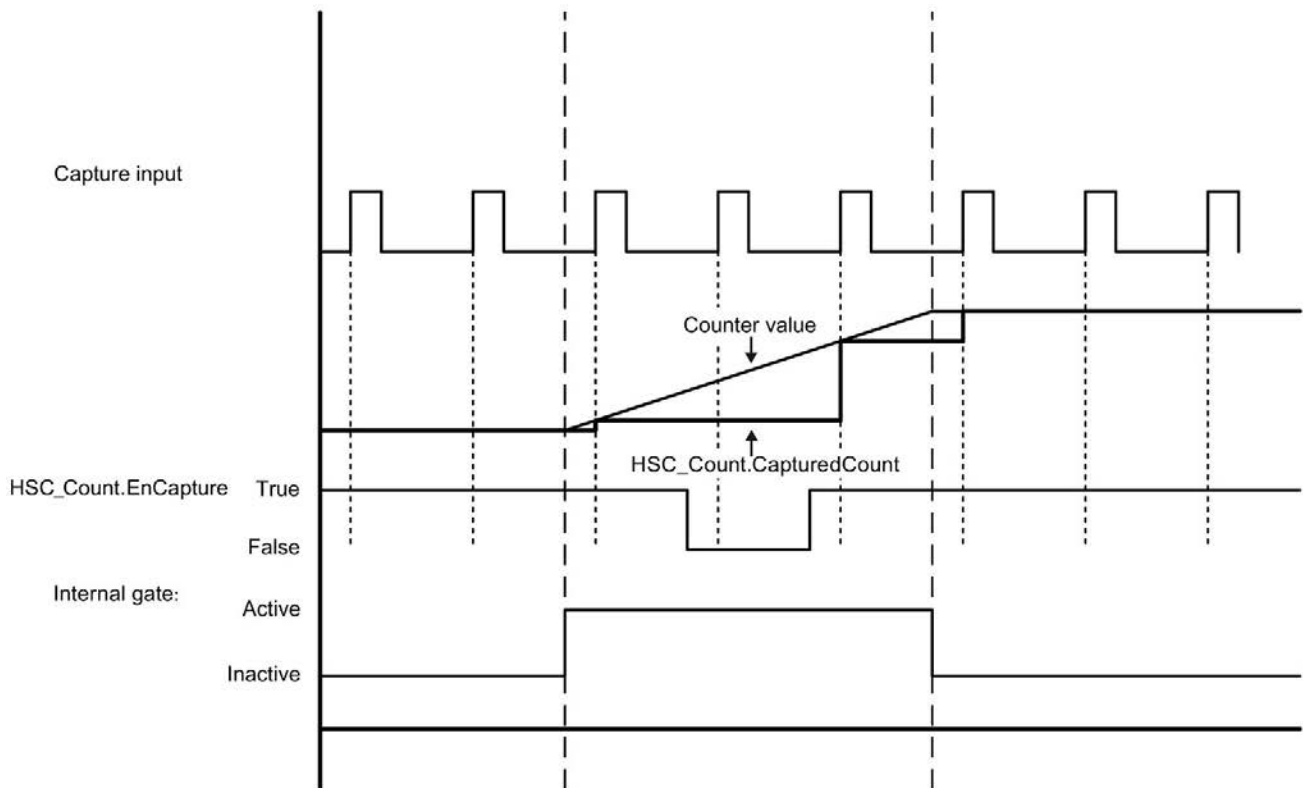 Capture input
Counter value
HSC_Count.CapturedCount
HSC_Count.EnCapture True
False
Internal gate:
Active
Inactive